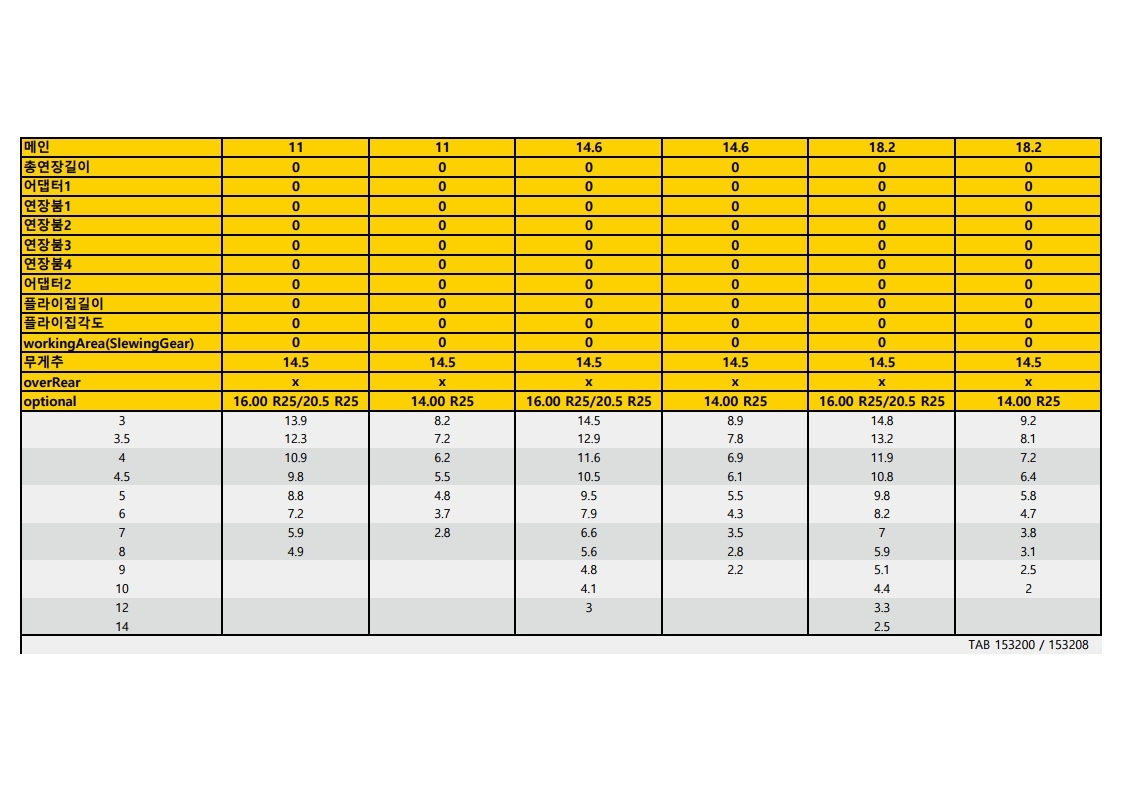 메인 11 11 14.6 14.6 18.2 18.2
총연장길이 0 0 0 0 0 0
어댑터1 0 0 0 0 0 0
연장붐1 0 0 0 0 0 0
연장붐2 0 0 0 0 0 0
연장붐3 0 0 0 0 0 0
연장붐4 0 0 0 0 0 0
어댑터2 0 0 0 0 0 0
플라이집길이 0 0 0 0 0 0
플라이집각도 0 0 0 0 0 0
workingArea(SlewingGear) 0 0 0 0 0 0
무게추 14.5 14.5 14.5 14.5 14.5 14.5
overRear x x x x x x
optional 16.00 R25/20.5 R25 14.00 R25 16.00 R25/20.5 R25 14.00 R25 16.00 R25/20.5 R25 14.00 R25
3 13.9 8.2 14.5 8.9 14.8 9.2
3.5 12.3 7.2 12.9 7.8 13.2 8.1
4 10.9 6.2 11.6 6.9 11.9 7.2
4.5 9.8 5.5 10.5 6.1 10.8 6.4
5 8.8 4.8 9.5 5.5 9.8 5.8
6 7.2 3.7 7.9 4.3 8.2 4.7
7 5.9 2.8 6.6 3.5 7 3.8
8 4.9 5.6 2.8 5.9 3.1
9 4.8 2.2 5.1 2.5
10 4.1 4.4 2
12 3 3.3
14 2.5
TAB 153200 / 153208